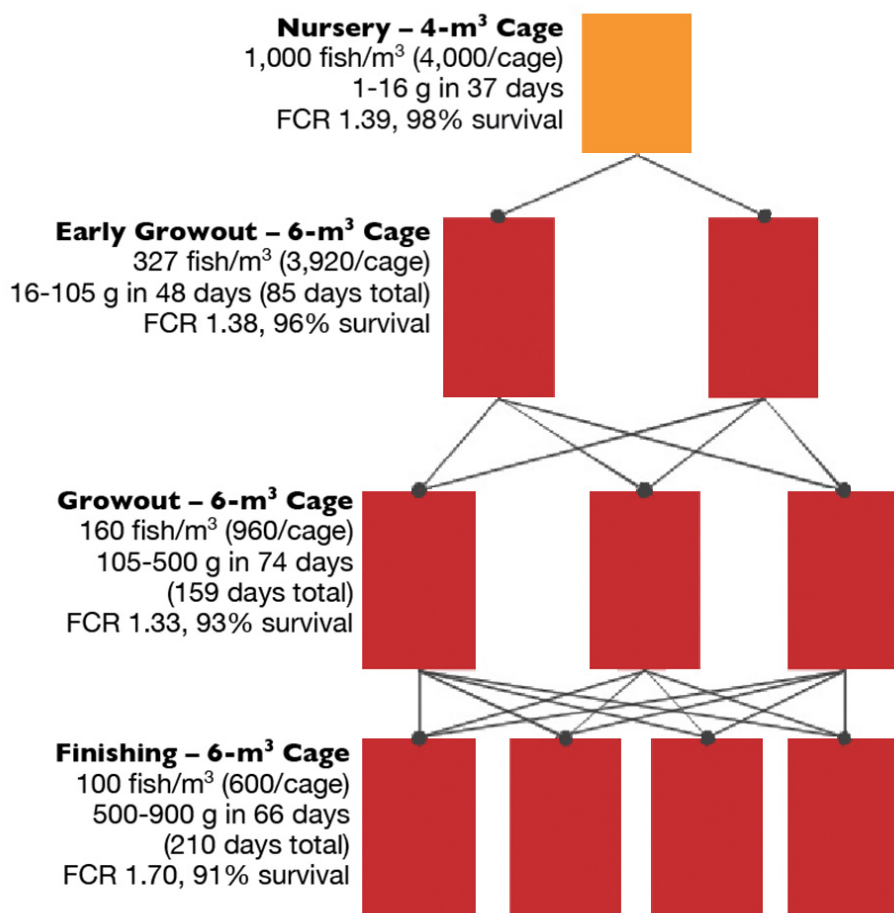 Nursery – 4-m³ Cage
1,000 fish/m³ (4,000/cage)
1-16 g in 37 days
FCR 1.39, 98% survival
Early Growout – 6-m³ Cage
327 fish/m³ (3,920/cage)
16-105 g in 48 days (85 days total)
FCR 1.38, 96% survival
Growout – 6-m³ Cage
160 fish/m³ (960/cage)
105-500 g in 74 days
(159 days total)
FCR 1.33, 93% survival
Finishing – 6-m³ Cage
100 fish/m³ (600/cage)
500-900 g in 66 days
(210 days total)
FCR 1.70, 91% survival